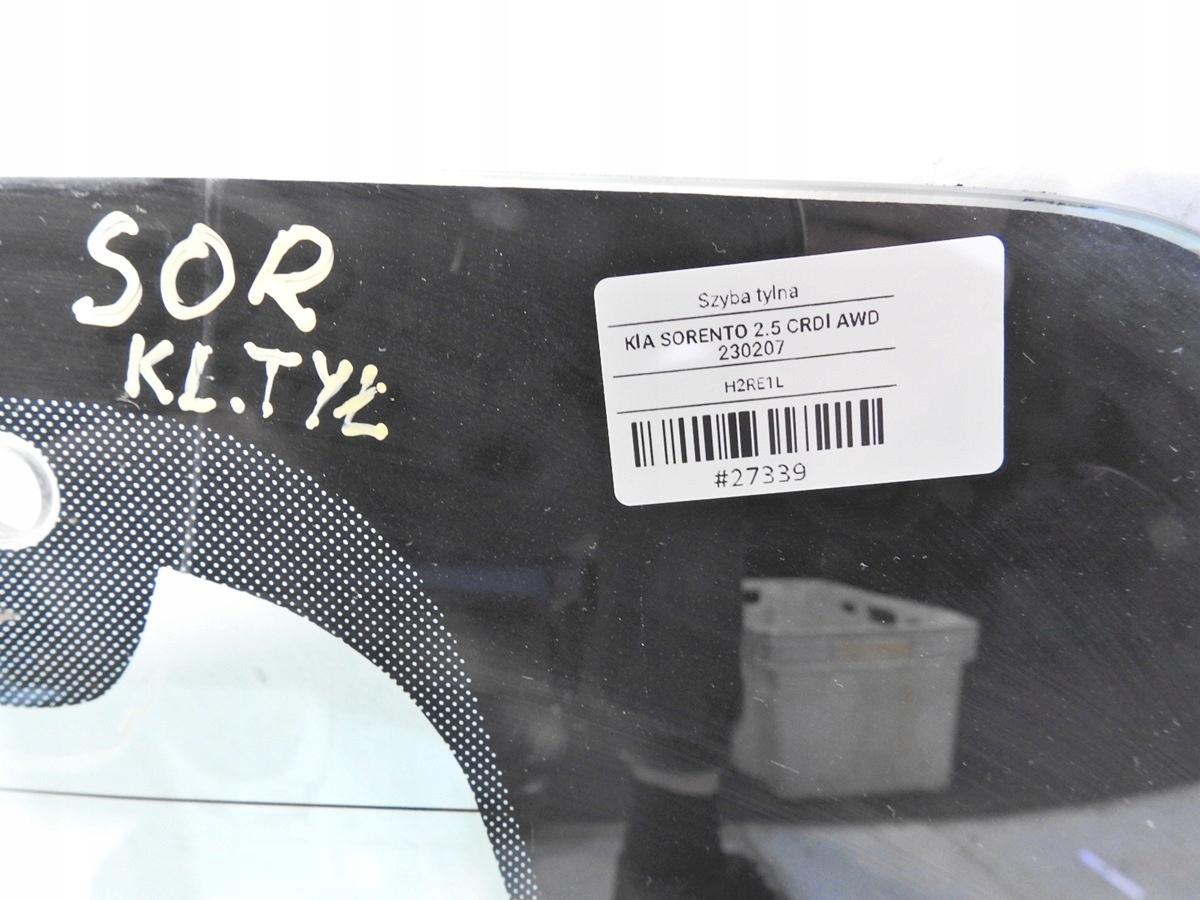 SOR
KL.TYŁ
Szyba tylna
KIA SORENTO 2.5 CRDI AWD
230207
H2RE1L
#27339